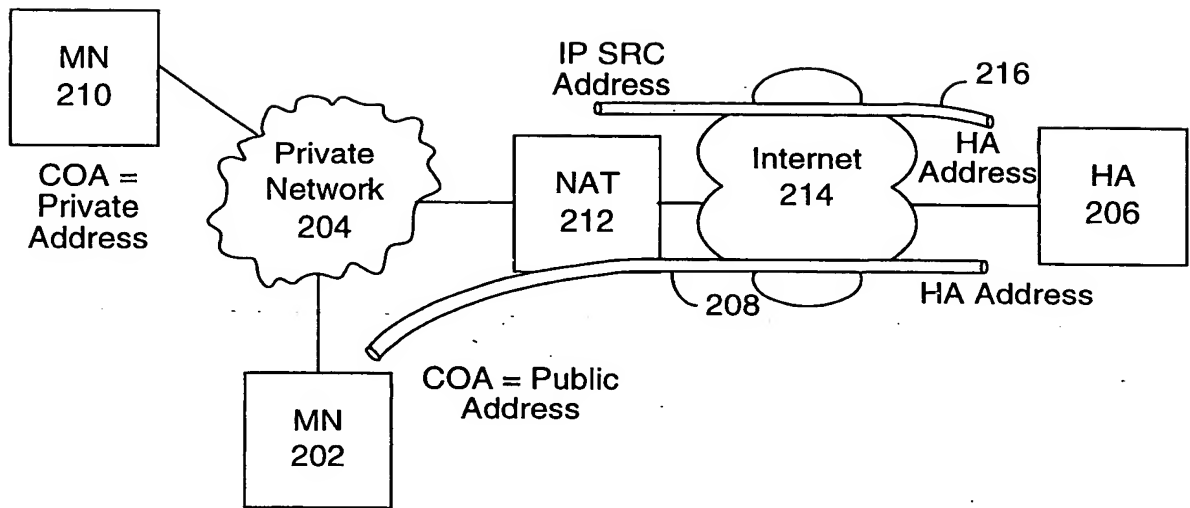 MN
210
COA =
Private
Address
Private
Network
204
MN
202
COA = Public
Address
NAT
212
IP SRC
Address
Internet
214
216
HA
Address
HA
206
208
HA Address